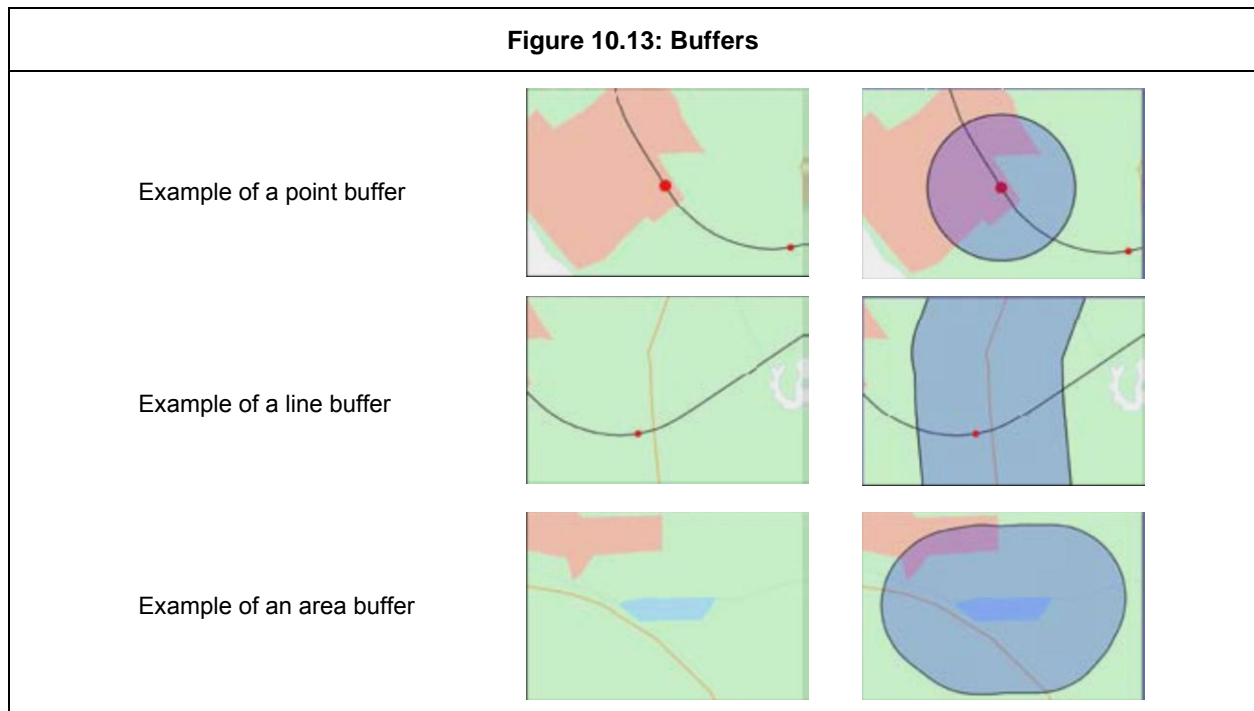 Figure 10.13: Buffers
Example of a point buffer
Example of a line buffer
Example of an area buffer